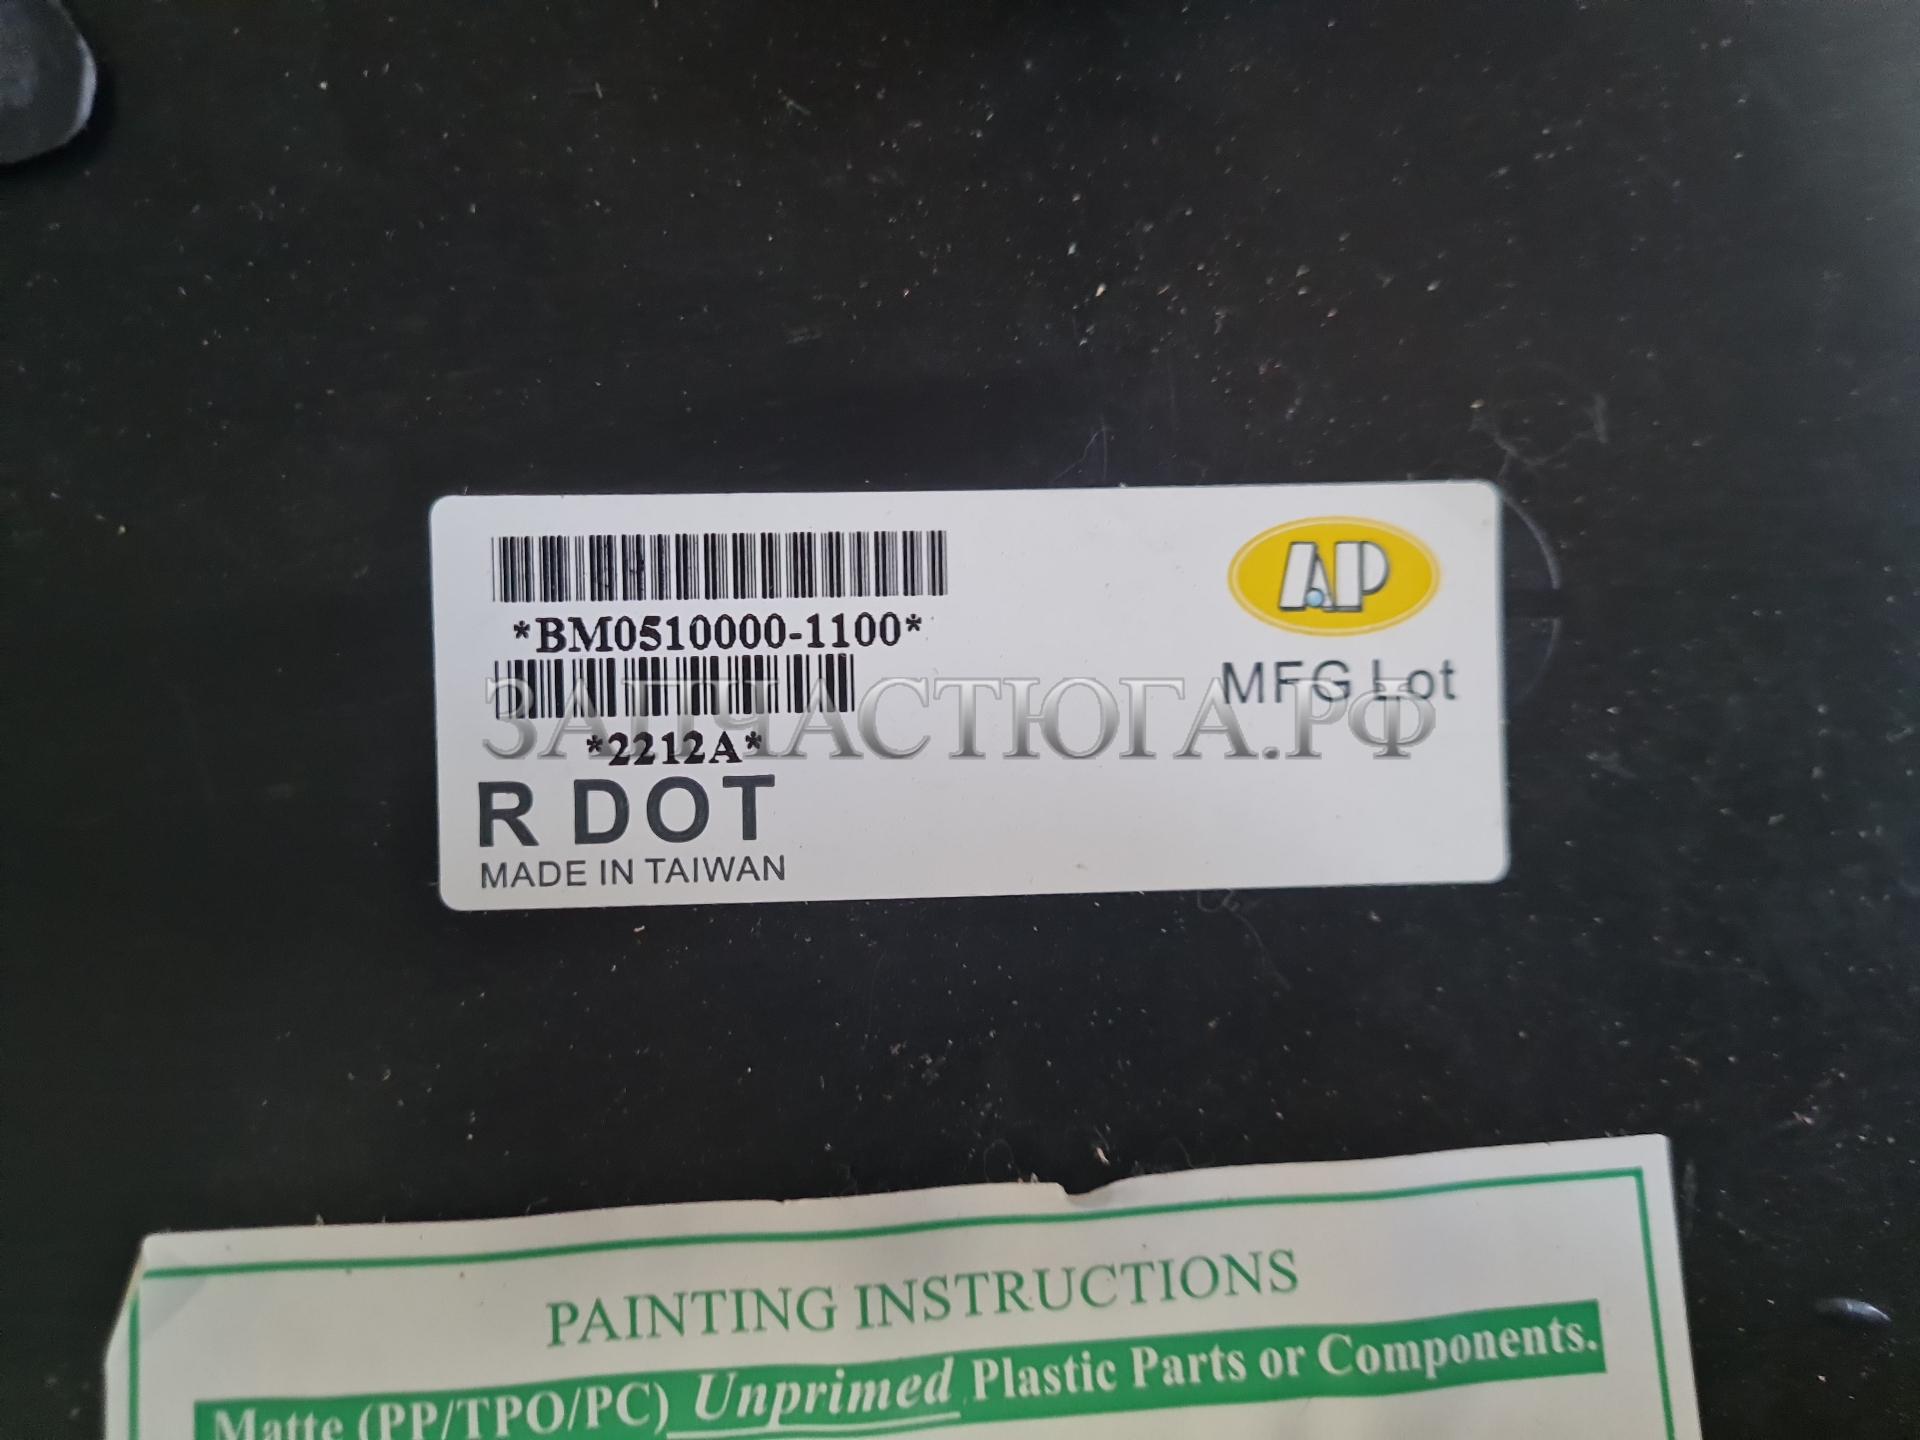 *BM0510000-1100*
AP
MFG Lot
ЗАПЧАСТЮГА.РФ
*2212A*
R DOT
MADE IN TAIWAN
PAINTING INSTRUCTIONS
Matte (PP/TPO/PC) Unprimed Plastic Parts or Components.